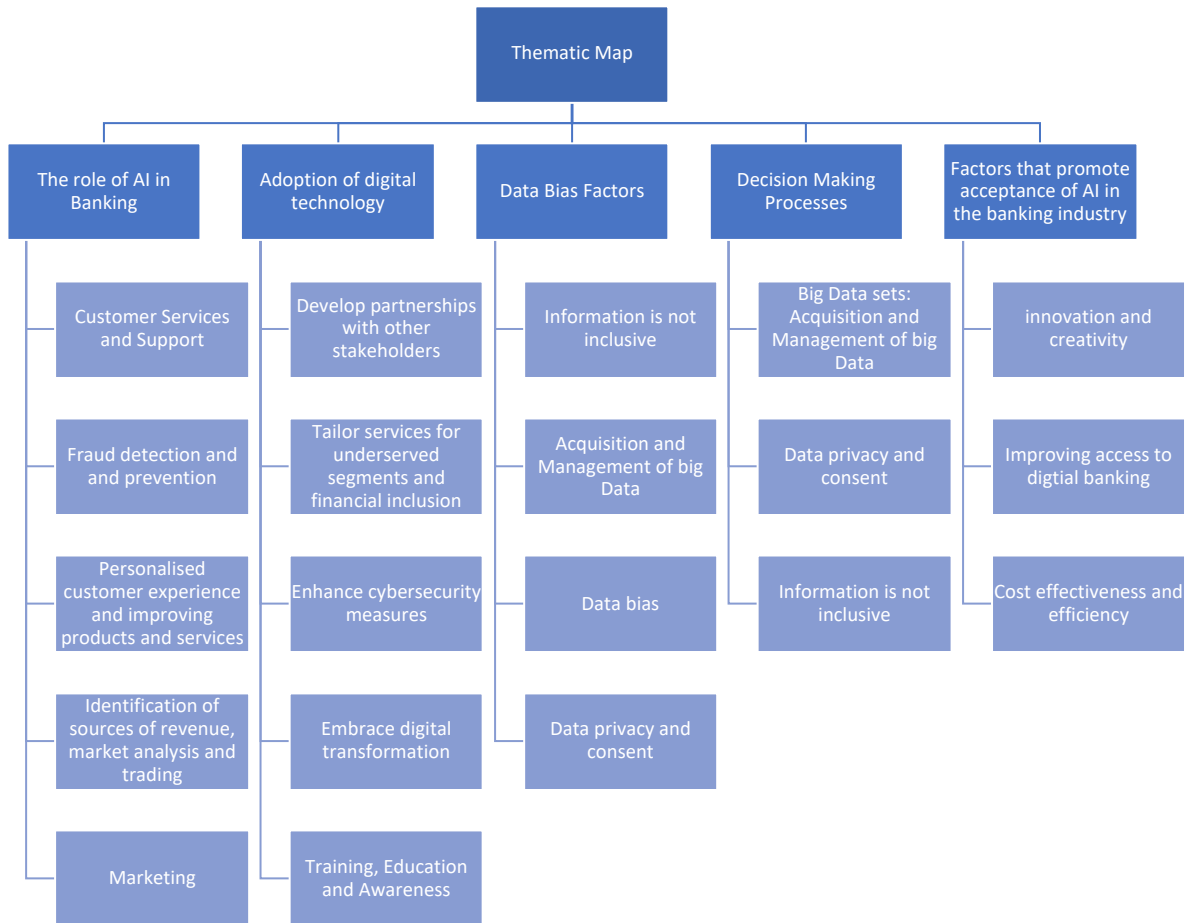 Thematic Map
The role of AI in
Banking
Adoption of digital
technology
Data Bias Factors
Decision Making
Processes
Factors that promote
acceptance of AI in
the banking industry
Customer Services
and Support
Fraud detection and
and prevention
Personalised
customer experience
and improving
products and services
Identification of
sources of revenue,
market analysis and
trading
Marketing
Develop partnerships
with other
stakeholders
Tailor services for
underserved
segments and
financial inclusion
Enhance cybersecurity
measures
Embrace digital
transformation
Training, Education
and Awareness
Information is not
inclusive
Acquisition and
Management of big
Data
Data bias
Data privacy and
consent
Big Data sets:
Acquisition and
Management of big
Data
Data privacy and
consent
Information is not
inclusive
innovation and
creativity
Improving access to
digtial banking
Cost effectiveness and
efficiency